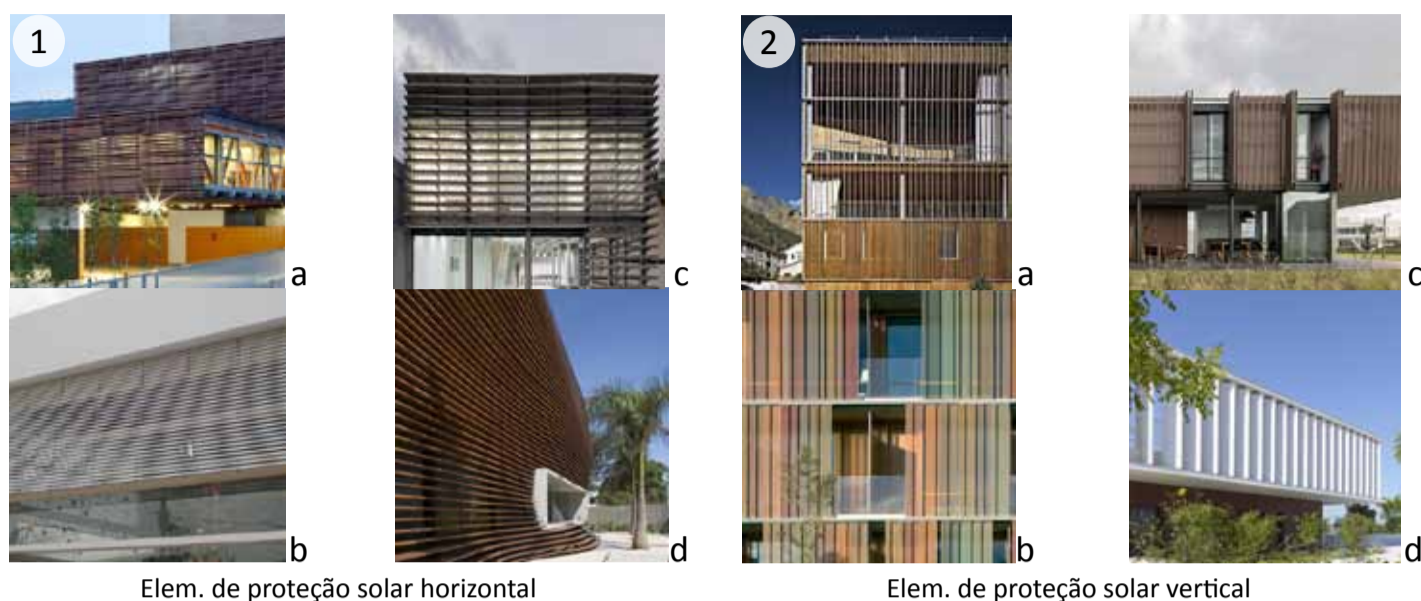 1
2
a
c
a
c
b
d
b
d
Elem. de proteção solar horizontal
Elem. de proteção solar vertical